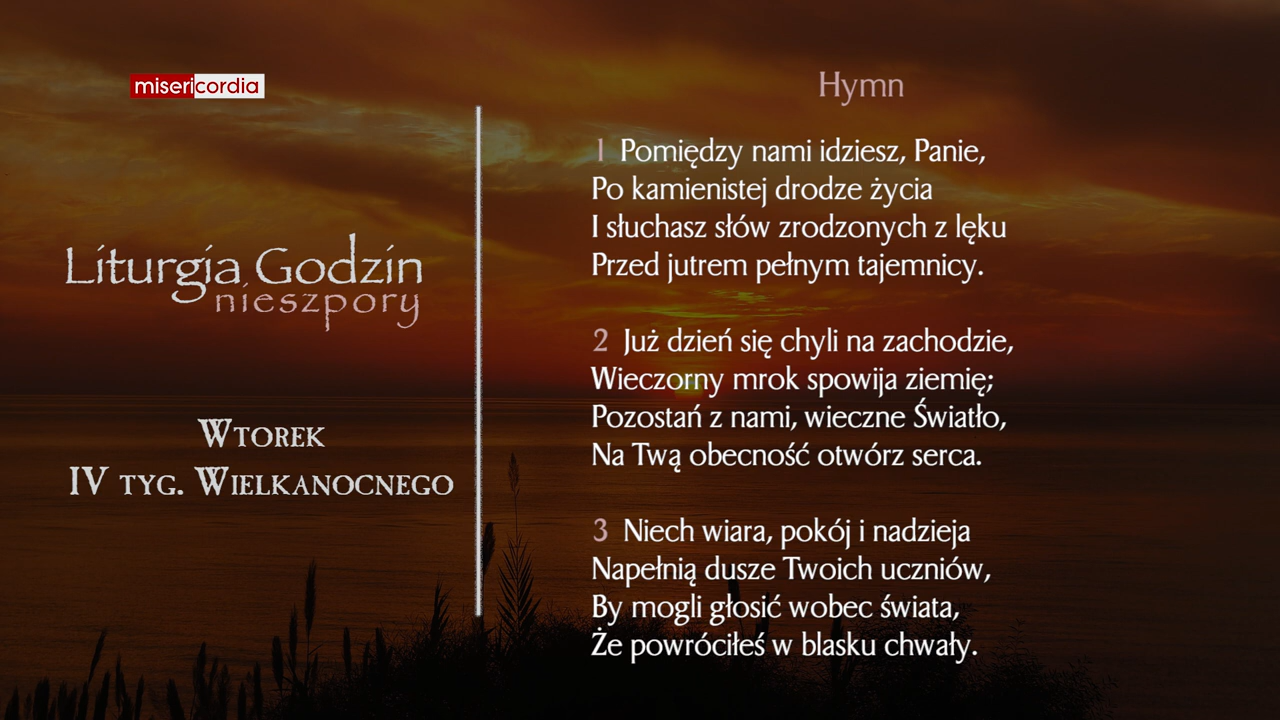 misericordia
Liturgia Godzin
nieszpory
Wtorek
IV tyg. Wielkanocnego
Hymn
1 Pomiędzy nami idziesz, Panie,
Po kamienistej drodze życia
I słuchasz słów zrodzonych z lęku
Przed jutrem pełnym tajemnicy.
2 Już dzień się chyli na zachodzie,
Wieczorny mrok spowija ziemię;
Pozostań z nami, wieczne Światło,
Na Twą obecność otwórz serca.
3 Niech wiara, pokój i nadzieja
Napełnią dusze Twoich uczniów,
By mogli głosić wobec świata,
Że powróciłeś w blasku chwały.